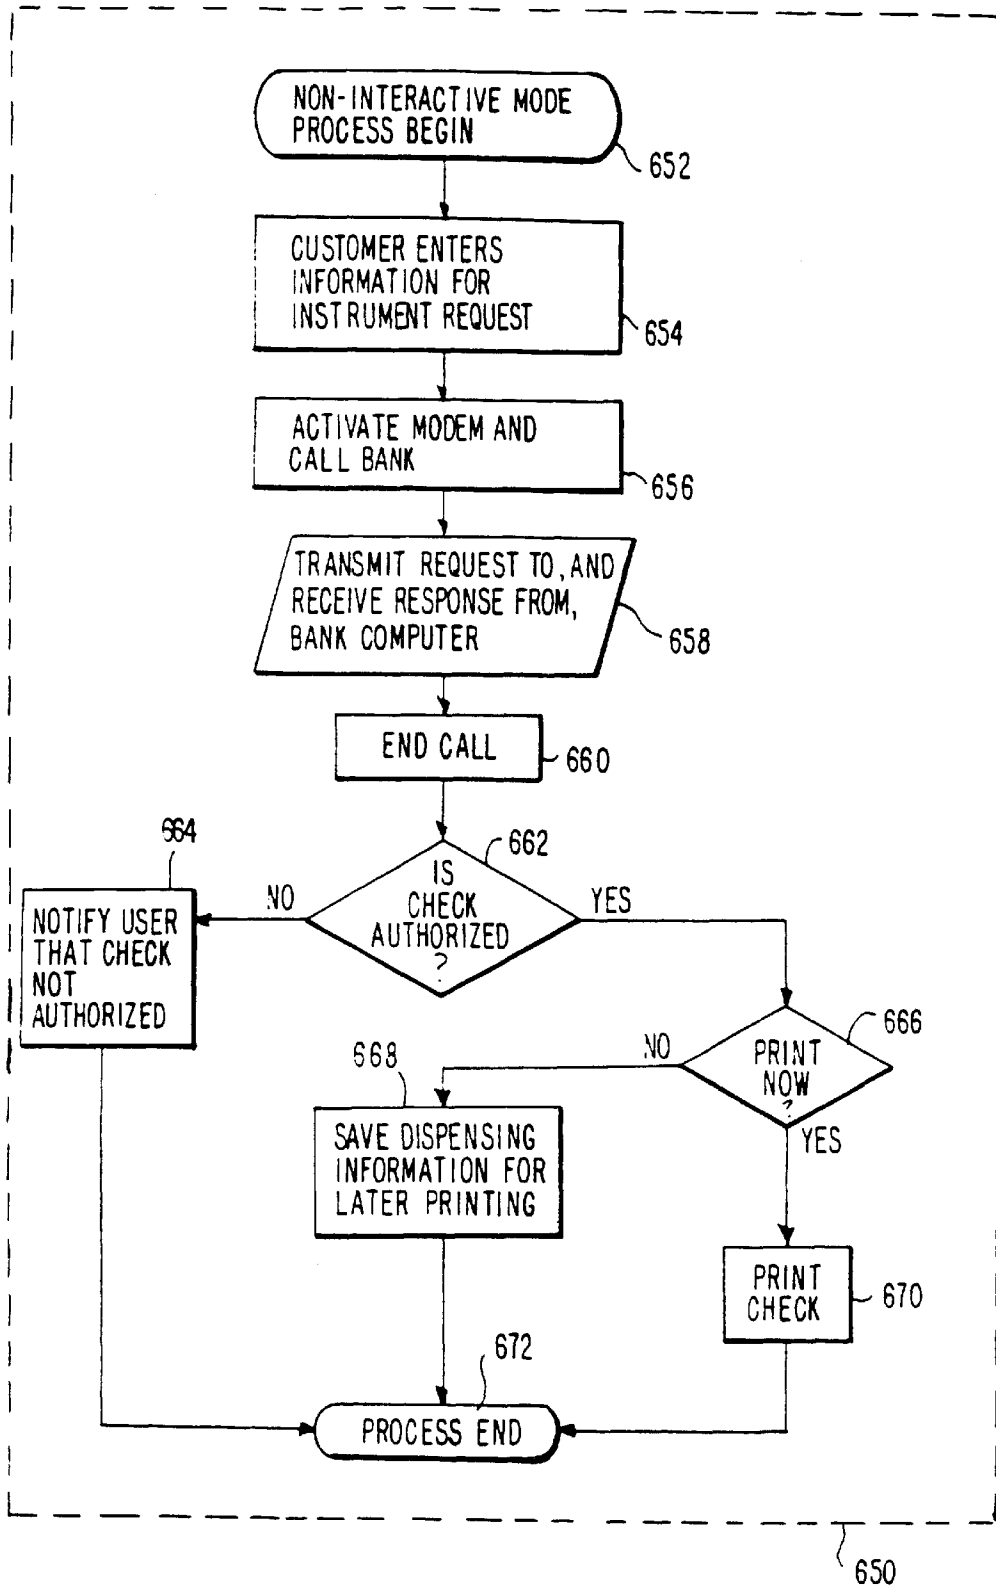 NON-INTERACTIVE MODE
PROCESS BEGIN
652
CUSTOMER ENTERS
INFORMATION FOR
INSTRUMENT REQUEST
654
ACTIVATE MODEM AND
CALL BANK
656
TRANSMIT REQUEST TO, AND
RECEIVE RESPONSE FROM,
BANK COMPUTER
658
END CALL
660
662
IS
CHECK
AUTHORIZED
?
NO
YES
664
NOTIFY USER
THAT CHECK
NOT
AUTHORIZED
666
PRINT
NOW
?
NO
YES
668
SAVE DISPENSING
INFORMATION FOR
LATER PRINTING
PRINT
CHECK
670
672
PROCESS END
650